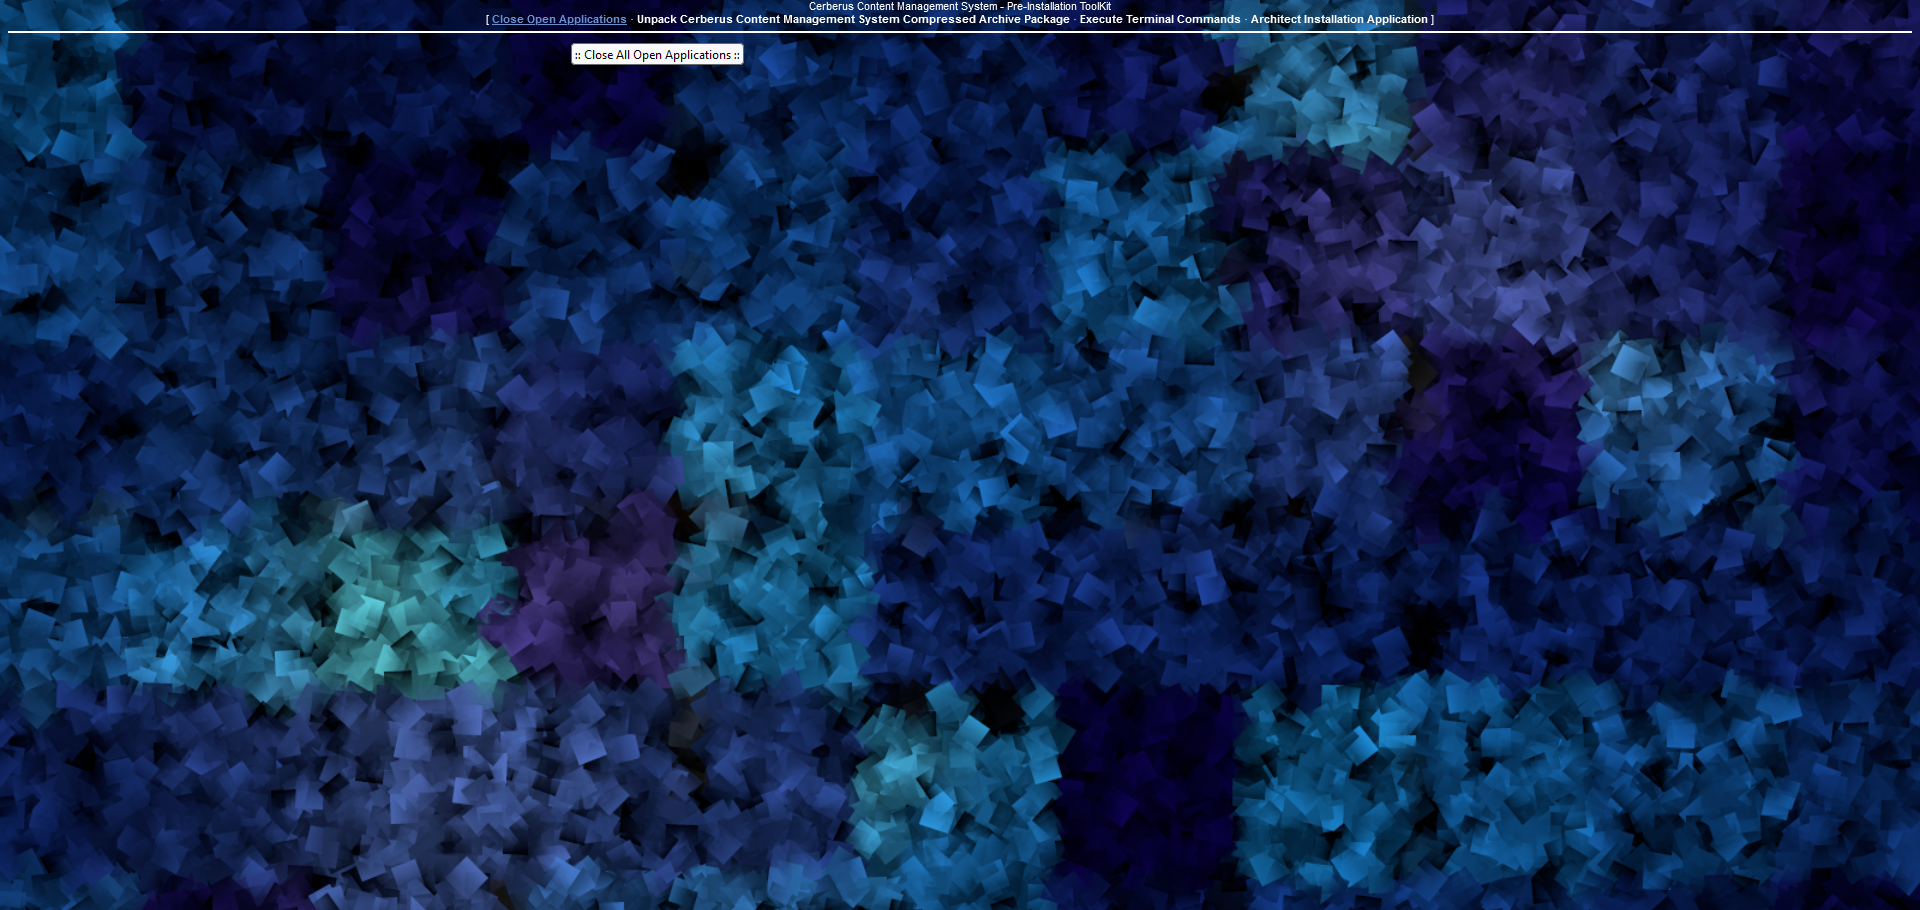 Cerberus Content Management System - Pre-Installation ToolKit
[ Close Open Applications · Unpack Cerberus Content Management System Compressed Archive Package · Execute Terminal Commands · Architect Installation Application ]
:: Close All Open Applications ::